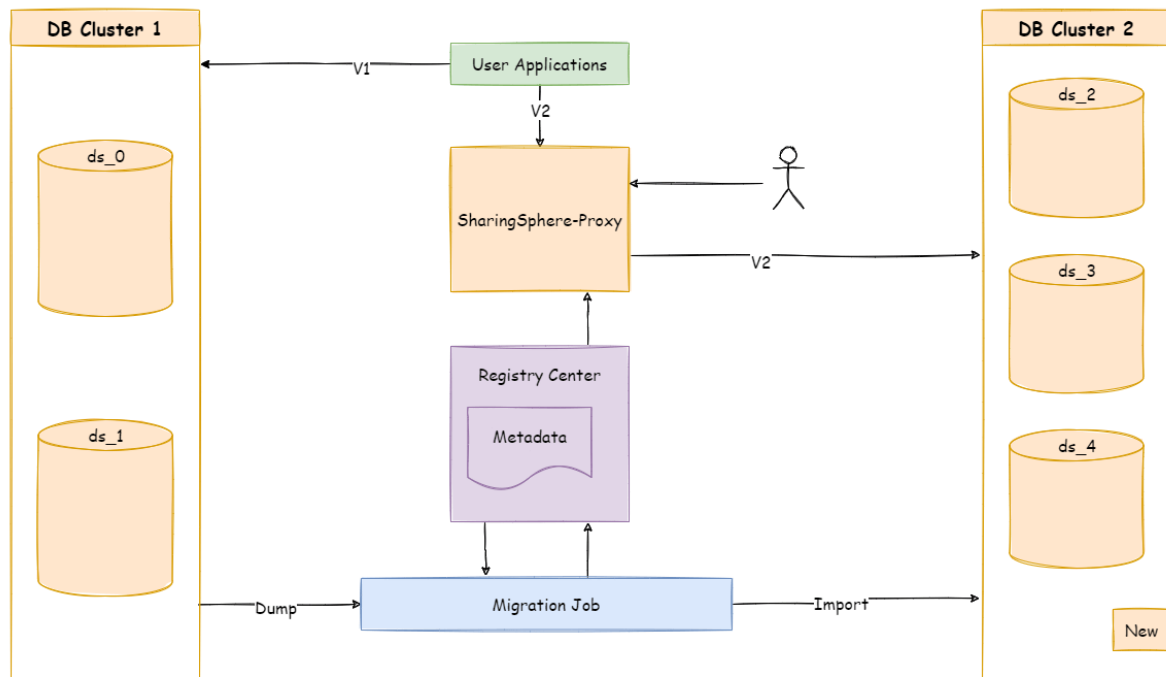 DB Cluster 1
DB Cluster 2
User Applications
V1
V2
ds_2
ds_0
SharingSphere-Proxy
V2
ds_3
Registry Center
Metadata
ds_1
ds_4
Migration Job
Dump
Import
New